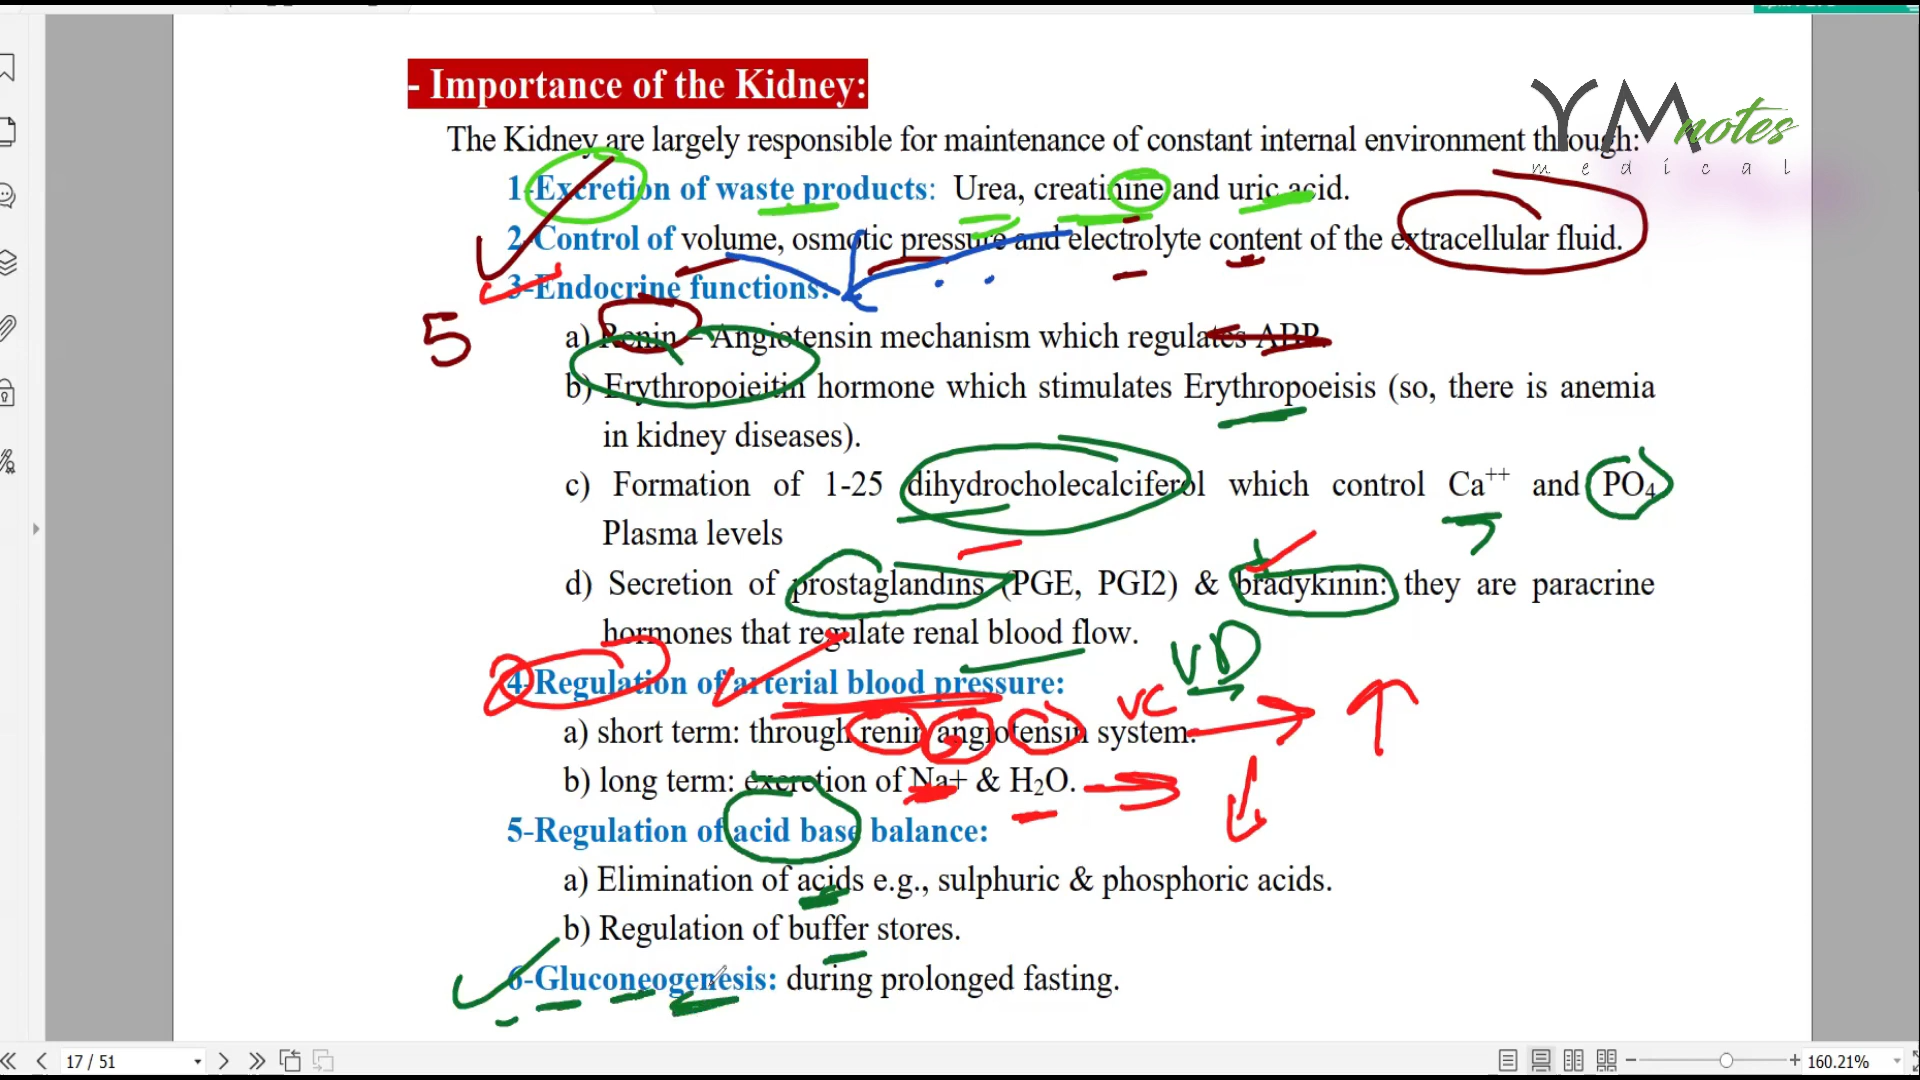 - Importance of the Kidney:
YM notes
medical
The Kidney are largely responsible for maintenance of constant internal environment through:
1-Excretion of waste products: Urea, creatinine and uric acid.
2-Control of volume, osmotic pressure and electrolyte content of the extracellular fluid.
3-Endocrine functions:
5
a) Renin – Angiotensin mechanism which regulates ABP.
b) Erythropoieitin hormone which stimulates Erythropoeisis (so, there is anemia
in kidney diseases).
c) Formation of 1-25 dihydrocholecalciferol which control Ca++ and PO4
Plasma levels
d) Secretion of prostaglandins (PGE, PGI2) & bradykinin: they are paracrine
hormones that regulate renal blood flow.
VD
4-Regulation of arterial blood pressure:
VC
a) short term: through renin angiotensin system.
b) long term: excretion of Na+ & H2O.
5-Regulation of acid base balance:
a) Elimination of acids e.g., sulphuric & phosphoric acids.
b) Regulation of buffer stores.
6-Gluconeogenesis: during prolonged fasting.
17 / 51
160.21%